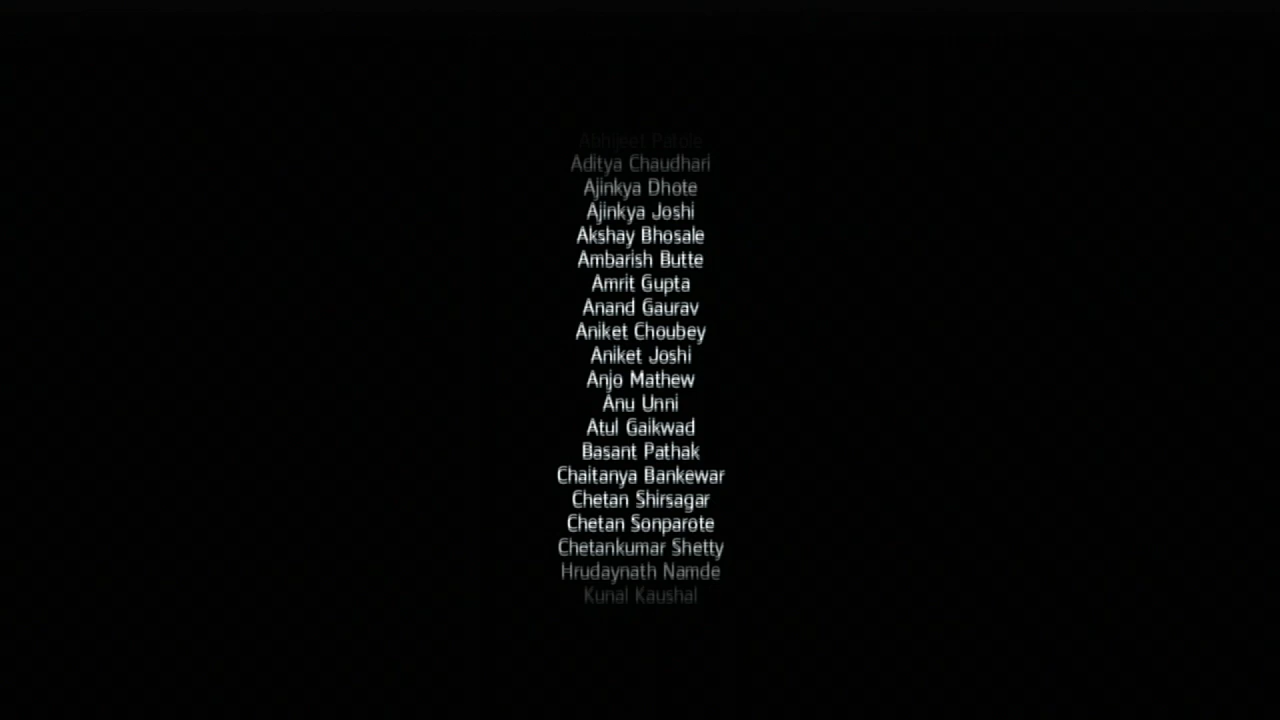 Abhijeet Patole
Aditya Chaudhari
Ajinkya Dhote
Ajinkya Joshi
Akshay Bhosale
Ambarish Butte
Amrit Gupta
Anand Gaurav
Aniket Choubey
Aniket Joshi
Anjo Mathew
Anu Unni
Atul Gaikwad
Basant Pathak
Chaitanya Bankewar
Chetan Shirsagar
Chetan Sonparote
Chetankumar Shetty
Hrudaynath Namde
Kunal Kaushal